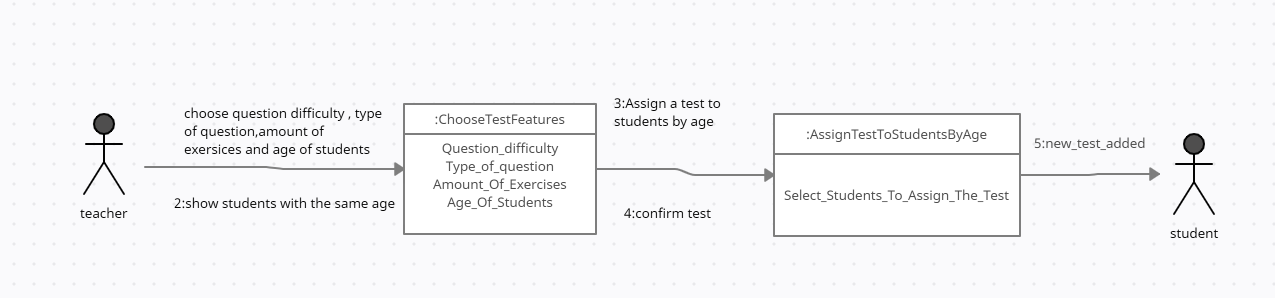 choose question difficulty , type
of question,amount of
exersices and age of students
2:show students with the same age
teacher
:ChooseTestFeatures
Question_difficulty
Type_of_question
Amount_Of_Exercises
Age_Of_Students
3:Assign a test to
students by age
4:confirm test
:AssignTestToStudentsByAge
Select_Students_To_Assign_The_Test
5:new_test_added
student